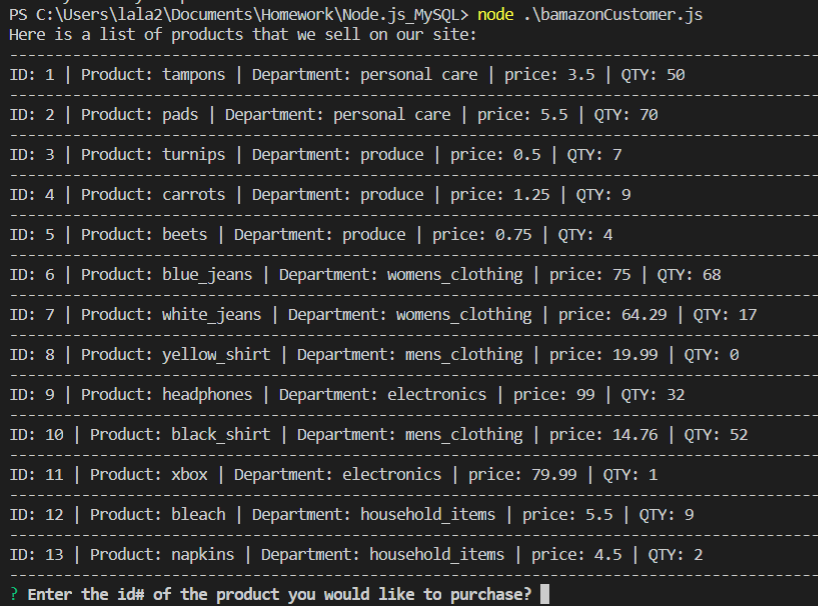 PS C:\Users\lala2\Documents\Homework\Node.js_MySQL> node .\bamazonCustomer.js
Here is a list of products that we sell on our site:
------------------------------------------------------------------------------------------
ID: 1 | Product: tampons | Department: personal care | price: 3.5 | QTY: 50
------------------------------------------------------------------------------------------
ID: 2 | Product: pads | Department: personal care | price: 5.5 | QTY: 70
------------------------------------------------------------------------------------------
ID: 3 | Product: turnips | Department: produce | price: 0.5 | QTY: 7
------------------------------------------------------------------------------------------
ID: 4 | Product: carrots | Department: produce | price: 1.25 | QTY: 9
------------------------------------------------------------------------------------------
ID: 5 | Product: beets | Department: produce | price: 0.75 | QTY: 4
------------------------------------------------------------------------------------------
ID: 6 | Product: blue_jeans | Department: womens_clothing | price: 75 | QTY: 68
------------------------------------------------------------------------------------------
ID: 7 | Product: white_jeans | Department: womens_clothing | price: 64.29 | QTY: 17
------------------------------------------------------------------------------------------
ID: 8 | Product: yellow_shirt | Department: mens_clothing | price: 19.99 | QTY: 0
------------------------------------------------------------------------------------------
ID: 9 | Product: headphones | Department: electronics | price: 99 | QTY: 32
------------------------------------------------------------------------------------------
ID: 10 | Product: black_shirt | Department: mens_clothing | price: 14.76 | QTY: 52
------------------------------------------------------------------------------------------
ID: 11 | Product: xbox | Department: electronics | price: 79.99 | QTY: 1
------------------------------------------------------------------------------------------
ID: 12 | Product: bleach | Department: household_items | price: 5.5 | QTY: 9
------------------------------------------------------------------------------------------
ID: 13 | Product: napkins | Department: household_items | price: 4.5 | QTY: 2
------------------------------------------------------------------------------------------
? Enter the id# of the product you would like to purchase?